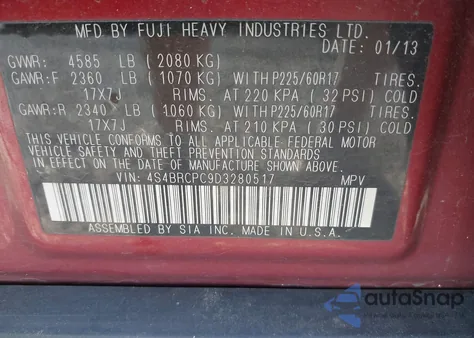 MFD BY FUJI HEAVY INDUSTRIES LTD.
DATE: 01/13
GVWR: 4585 LB (2080 KG)
GAWR:F 2360 LB (1070 KG) WITH P225/60R17 TIRES.
17X7J RIMS. AT 220 KPA (32 PSI) COLD
GAWR:R 2340 LB (1060 KG) WITH P225/60R17 TIRES.
17X7J RIMS. AT 210 KPA (30 PSI) COLD
THIS VEHICLE CONFORMS TO ALL APPLICABLE FEDERAL MOTOR
VEHICLE SAFETY AND THEFT PREVENTION STANDARDS
IN EFFECT ON THE DATE OF MANUFACTURE SHOWN ABOVE.
VIN: 4S4BRCPC9D3280517 MPV
ASSEMBLED BY SIA INC. MADE IN U.S.A.
autoSnap